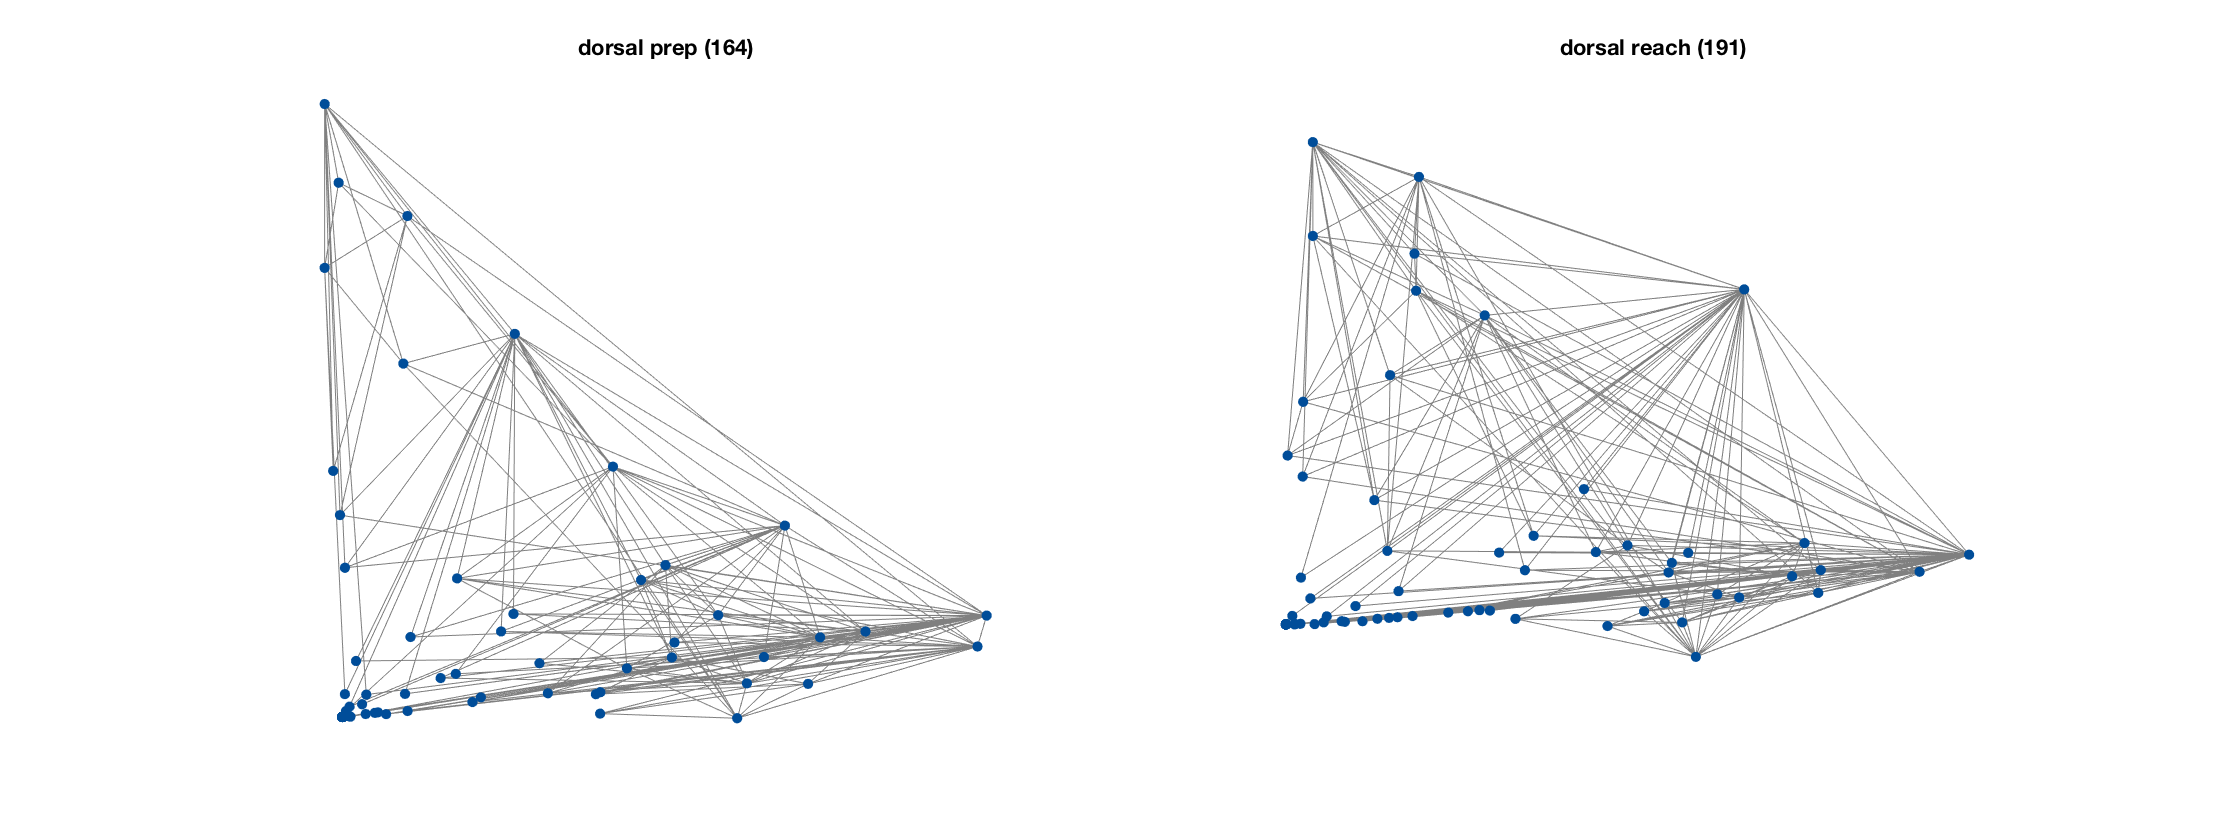 dorsal prep (164)
dorsal reach (191)